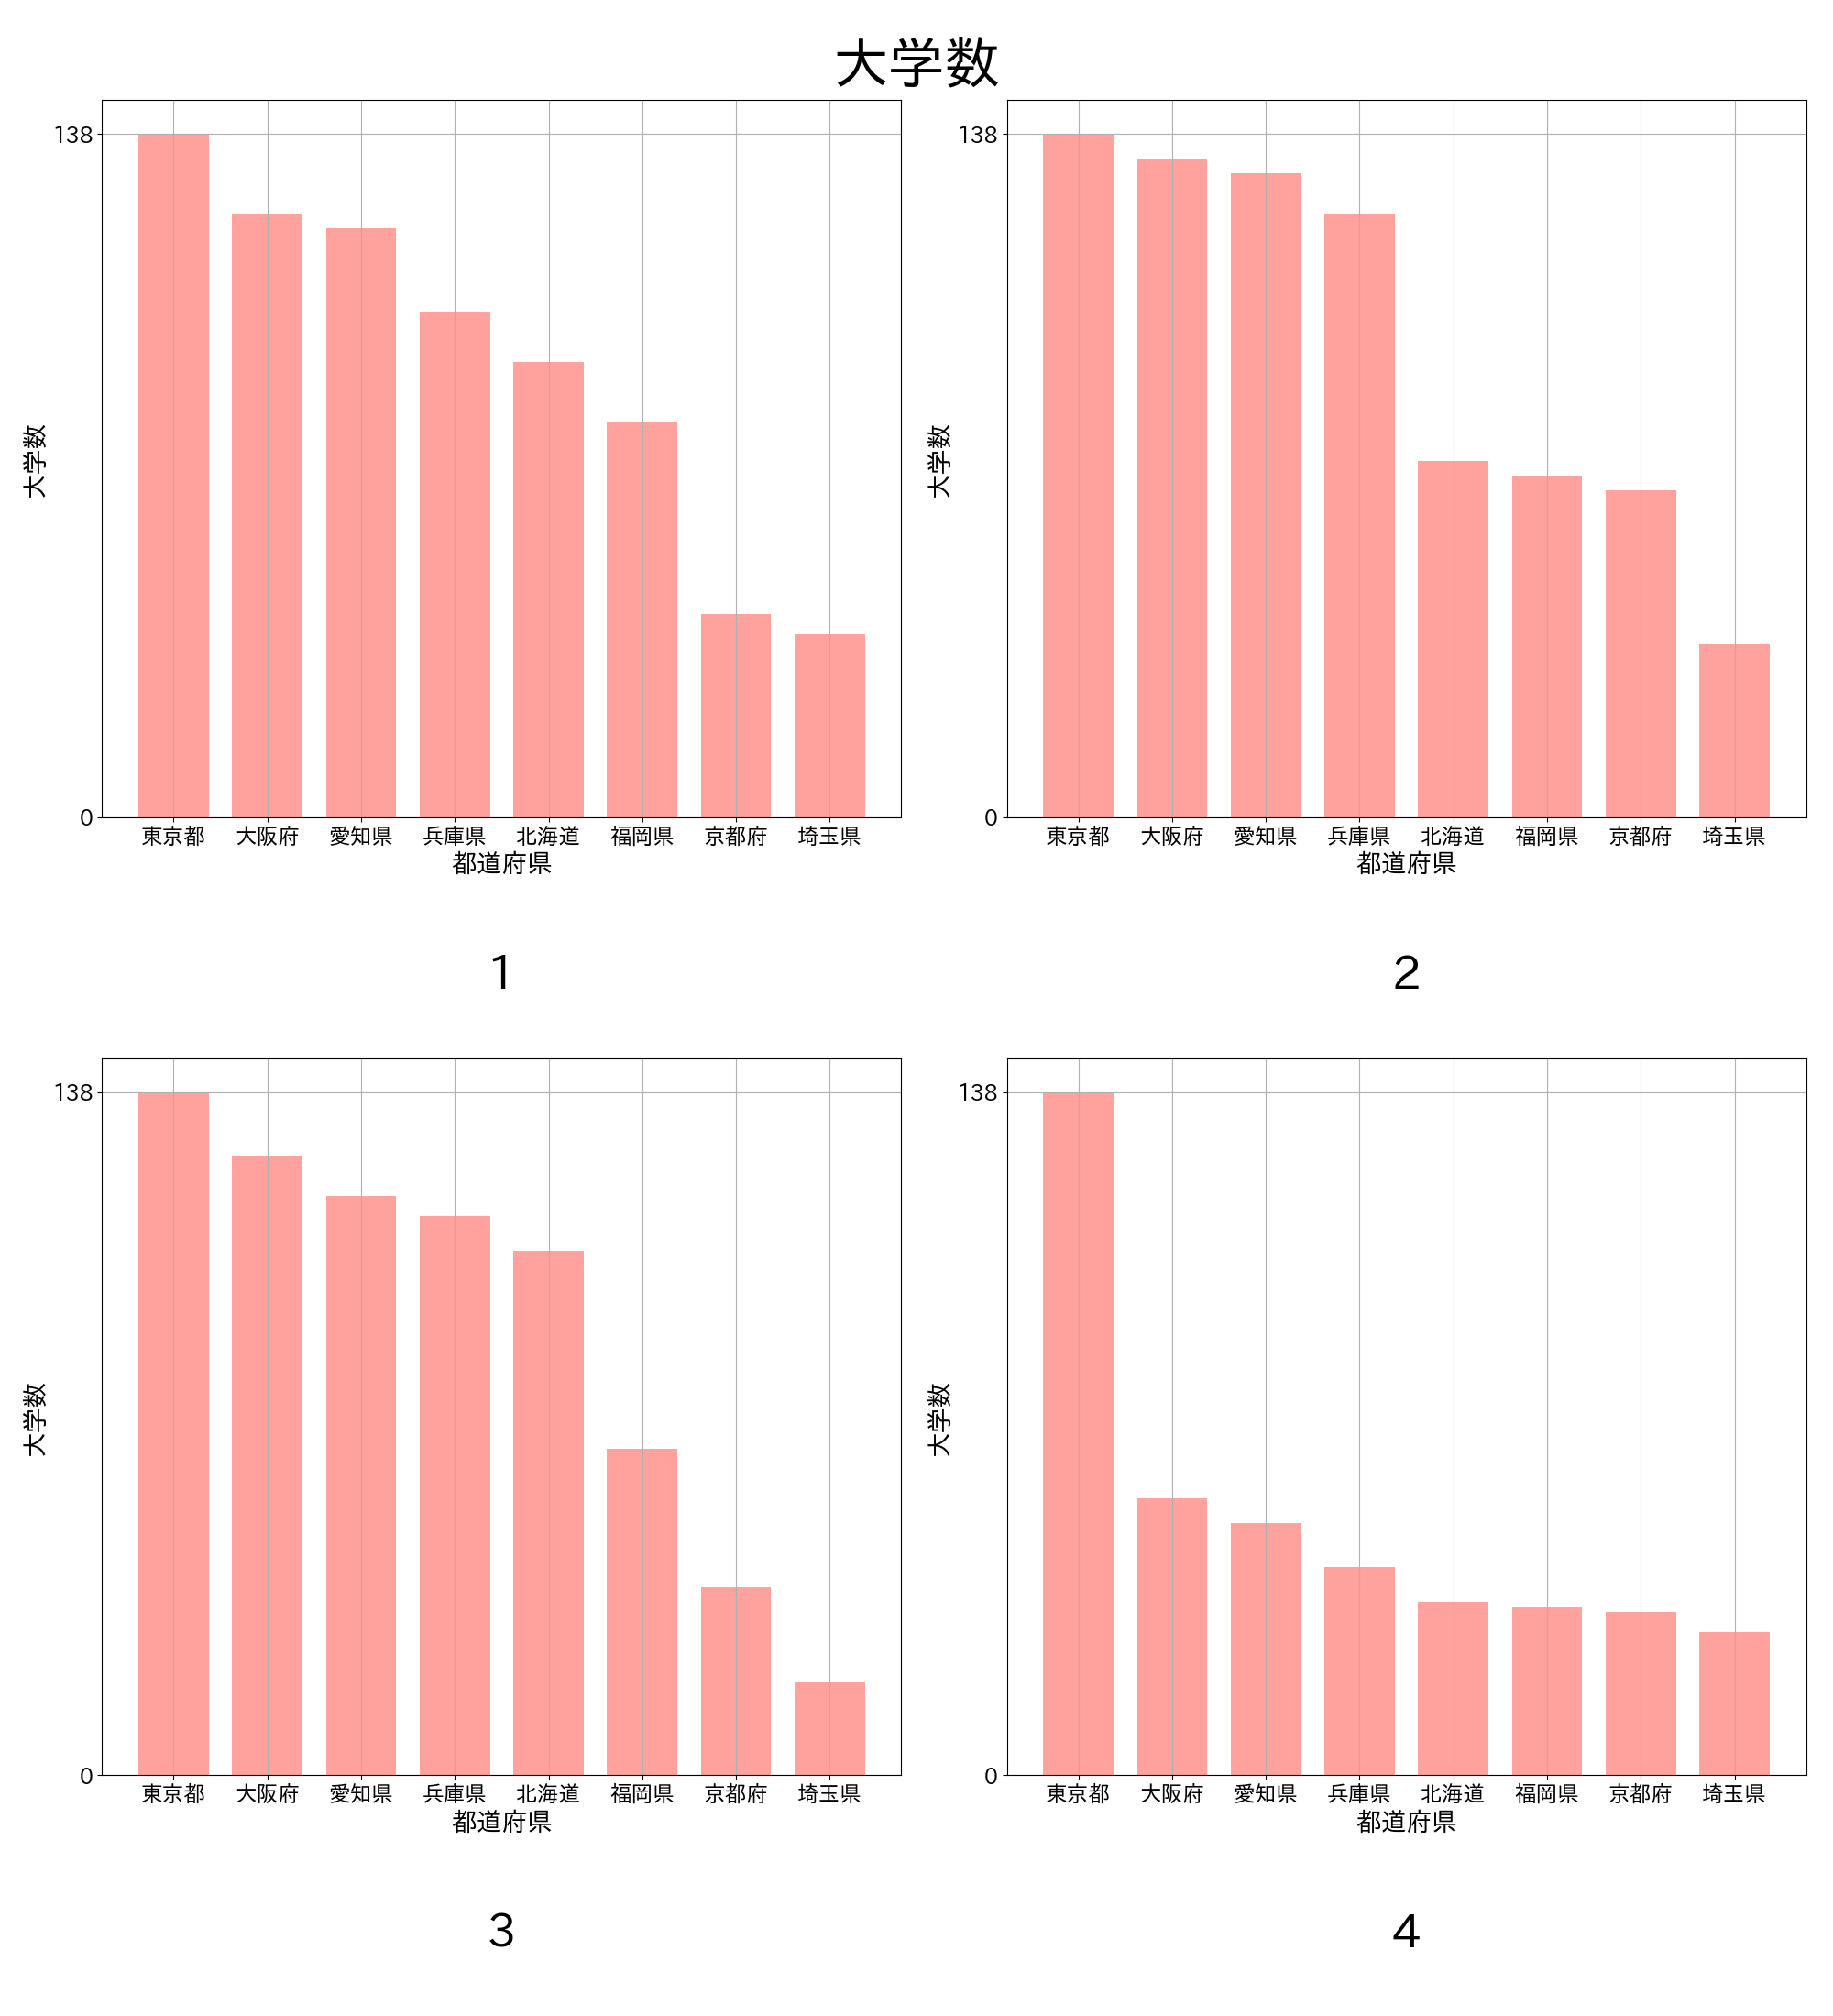 大学数
138
0
大学数
東京都 大阪府 愛知県 兵庫県 北海道 福岡県 京都府 埼玉県
都道府県
1
138
0
大学数
東京都 大阪府 愛知県 兵庫県 北海道 福岡県 京都府 埼玉県
都道府県
2
138
0
大学数
東京都 大阪府 愛知県 兵庫県 北海道 福岡県 京都府 埼玉県
都道府県
3
138
0
大学数
東京都 大阪府 愛知県 兵庫県 北海道 福岡県 京都府 埼玉県
都道府県
4